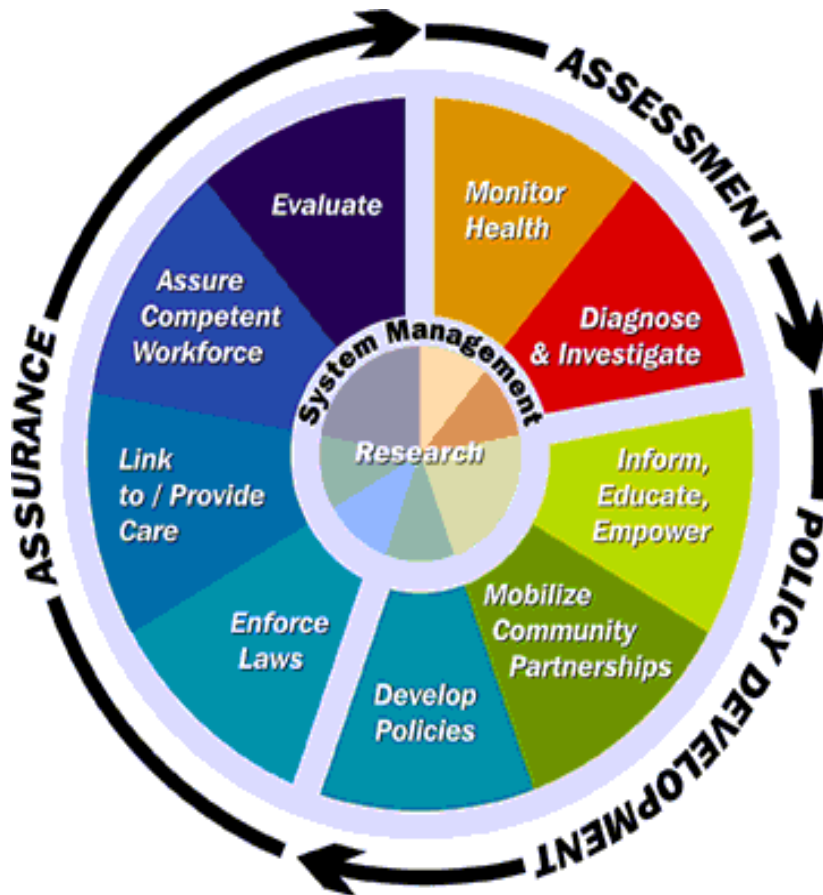 ASSESSMENT
Monitor
Health
Diagnose
& Investigate
POLICY DEVELOPMENT
Inform,
Educate,
Empower
Mobilize
Community
Partnerships
Develop
Policies
ASSURANCE
Enforce
Laws
Link
to / Provide
Care
Assure
Competent
Workforce
Evaluate
System Management
Research